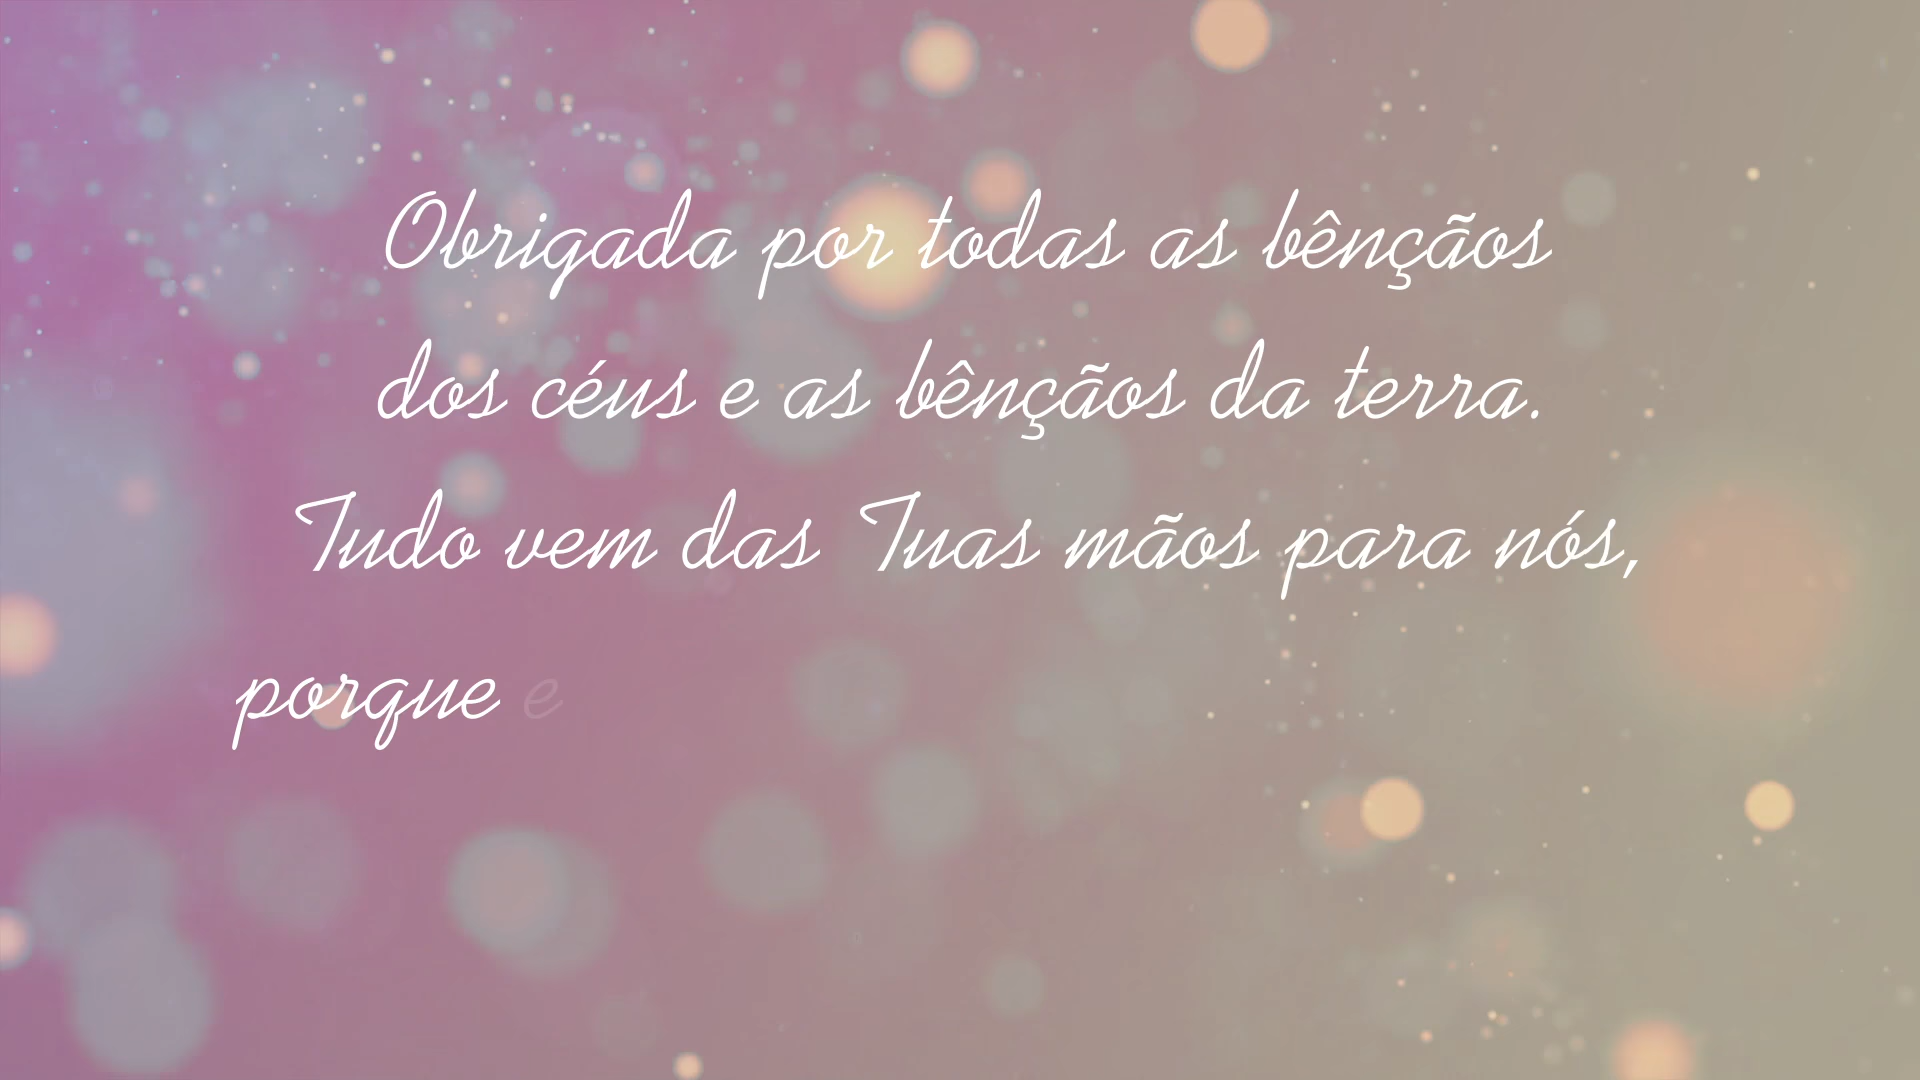 Obrigada por todas as bênçãos
dos céus e as bênçãos da terra.
Tudo vem das Tuas mãos para nós,
porque e